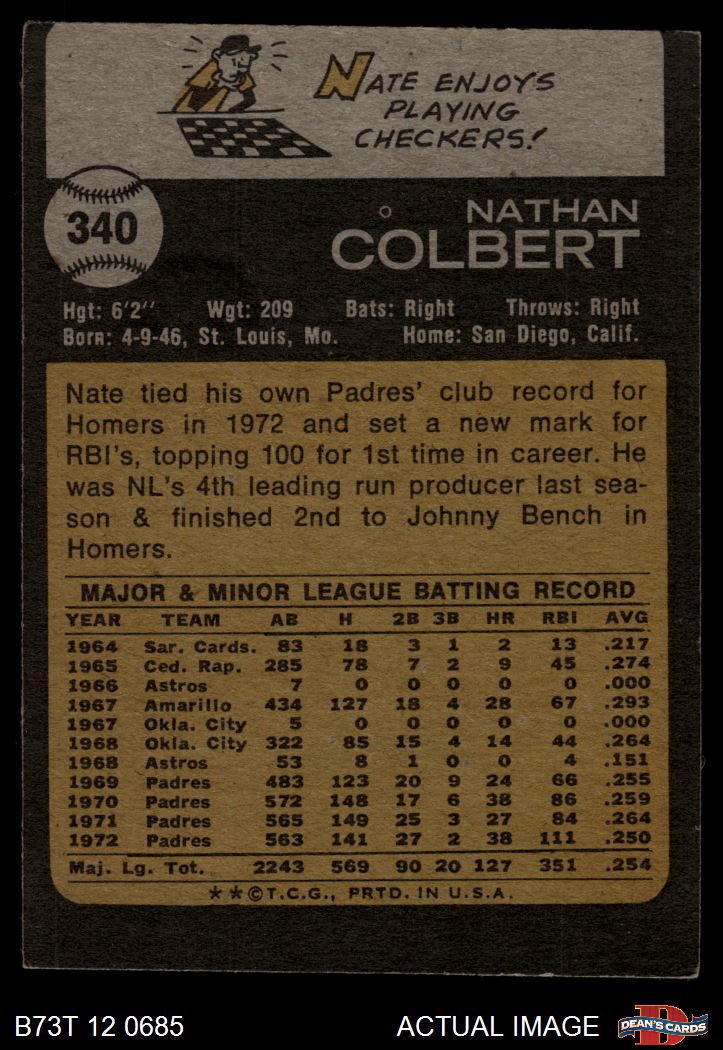 NATE ENJOYS
PLAYING
CHECKERS!
340
NATHAN
COLBERT
Hgt: 6'2" Wgt: 209 Bats: Right Throws: Right
Born: 4-9-46, St. Louis, Mo. Home: San Diego, Calif.
Nate tied his own Padres' club record for
Homers in 1972 and set a new mark for
RBI's, topping 100 for 1st time in career. He
was NL's 4th leading run producer last sea-
son & finished 2nd to Johnny Bench in
Homers.
MAJOR & MINOR LEAGUE BATTING RECORD
YEAR TEAM AB H 2B 3B HR RBI AVG
1964 Sar. Cards. 83 18 3 1 2 13 .217
1965 Ced. Rap. 285 78 7 2 9 45 .274
1966 Astros 7 0 0 0 0 0 .000
1967 Amarillo 434 127 18 4 28 67 .293
1967 Okla. City 5 0 0 0 0 0 .000
1968 Okla. City 322 85 15 4 14 44 .264
1968 Astros 53 8 1 0 0 4 .151
1969 Padres 483 123 20 9 24 66 .255
1970 Padres 572 148 17 6 38 86 .259
1971 Padres 565 149 25 3 27 84 .264
1972 Padres 563 141 27 2 38 111 .250
Maj. Lg. Tot. 2243 569 90 20 127 351 .254
**©T.C.G., PRTD. IN U.S.A.
B73T 12 0685 ACTUAL IMAGE D DEAN'S CARDS